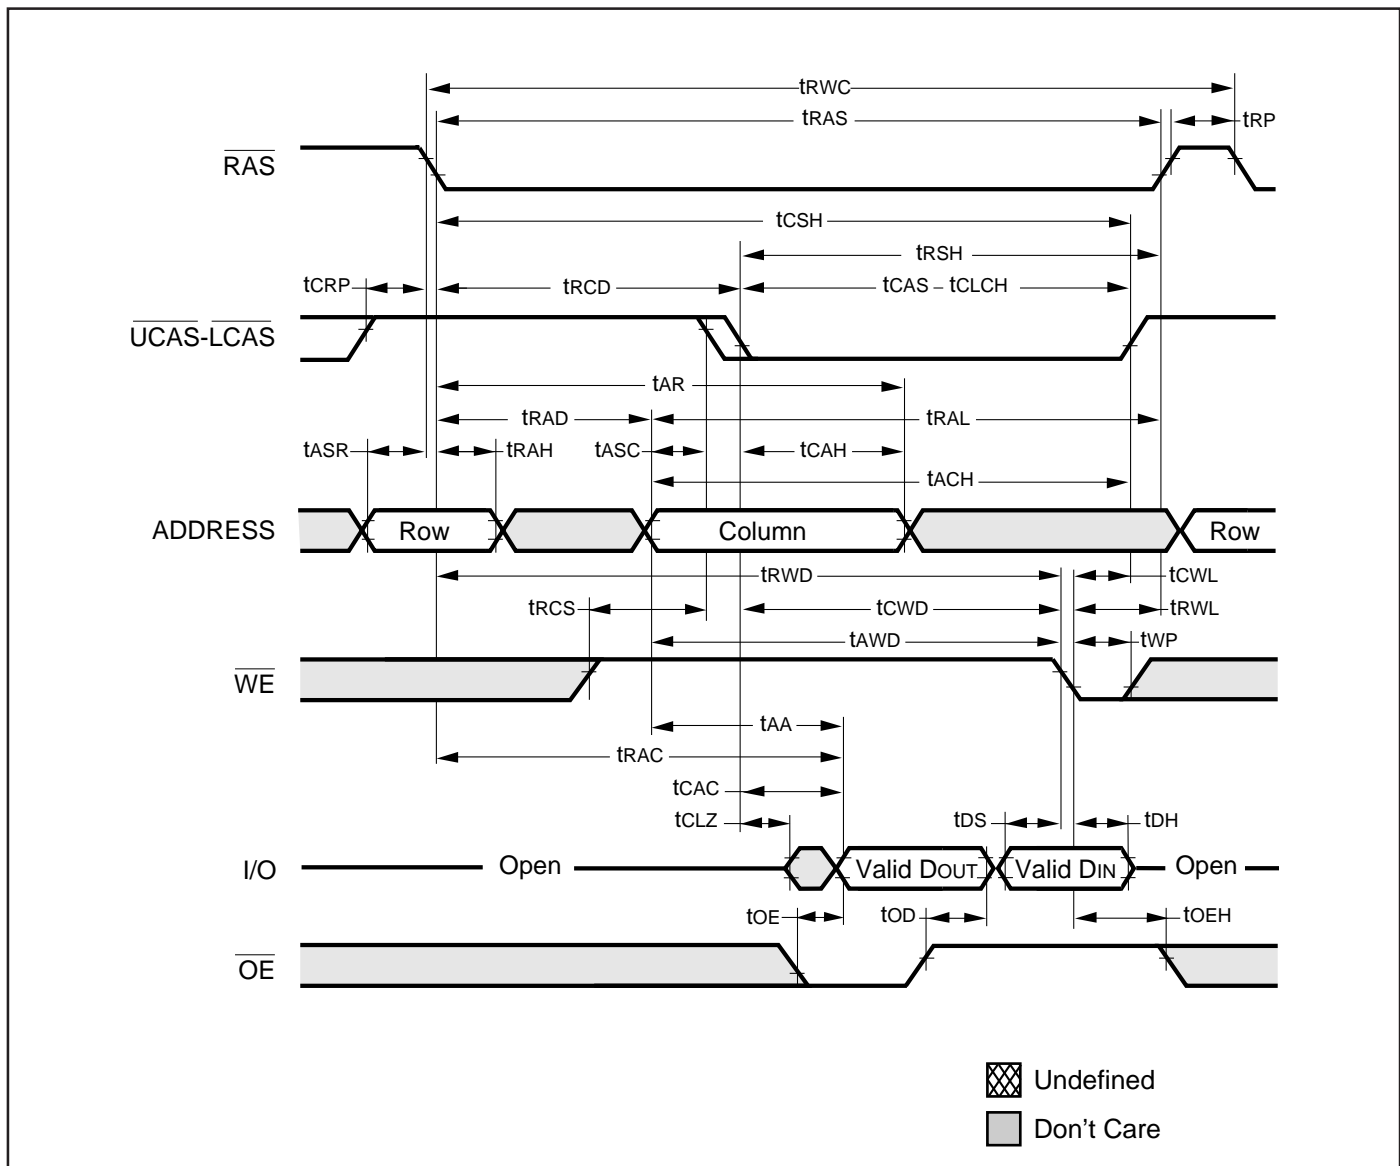 tRWC
tRAS
tRP
RAS
tCSH
tRSH
tCRP
tRCD
tCAS – tCLCH
UCAS-LCAS
tAR
tRAD
tRAL
tASR
tRAH
tASC
tCAH
tACH
ADDRESS
Row
Column
Row
tRWD
tCWL
tRCS
tCWD
tRWL
tAWD
tWP
WE
tAA
tRAC
tCAC
tCLZ
tDS
tDH
I/O
Open
Valid DOUT
Valid DIN
Open
tOE
tOD
tOEH
OE
Undefined
Don't Care